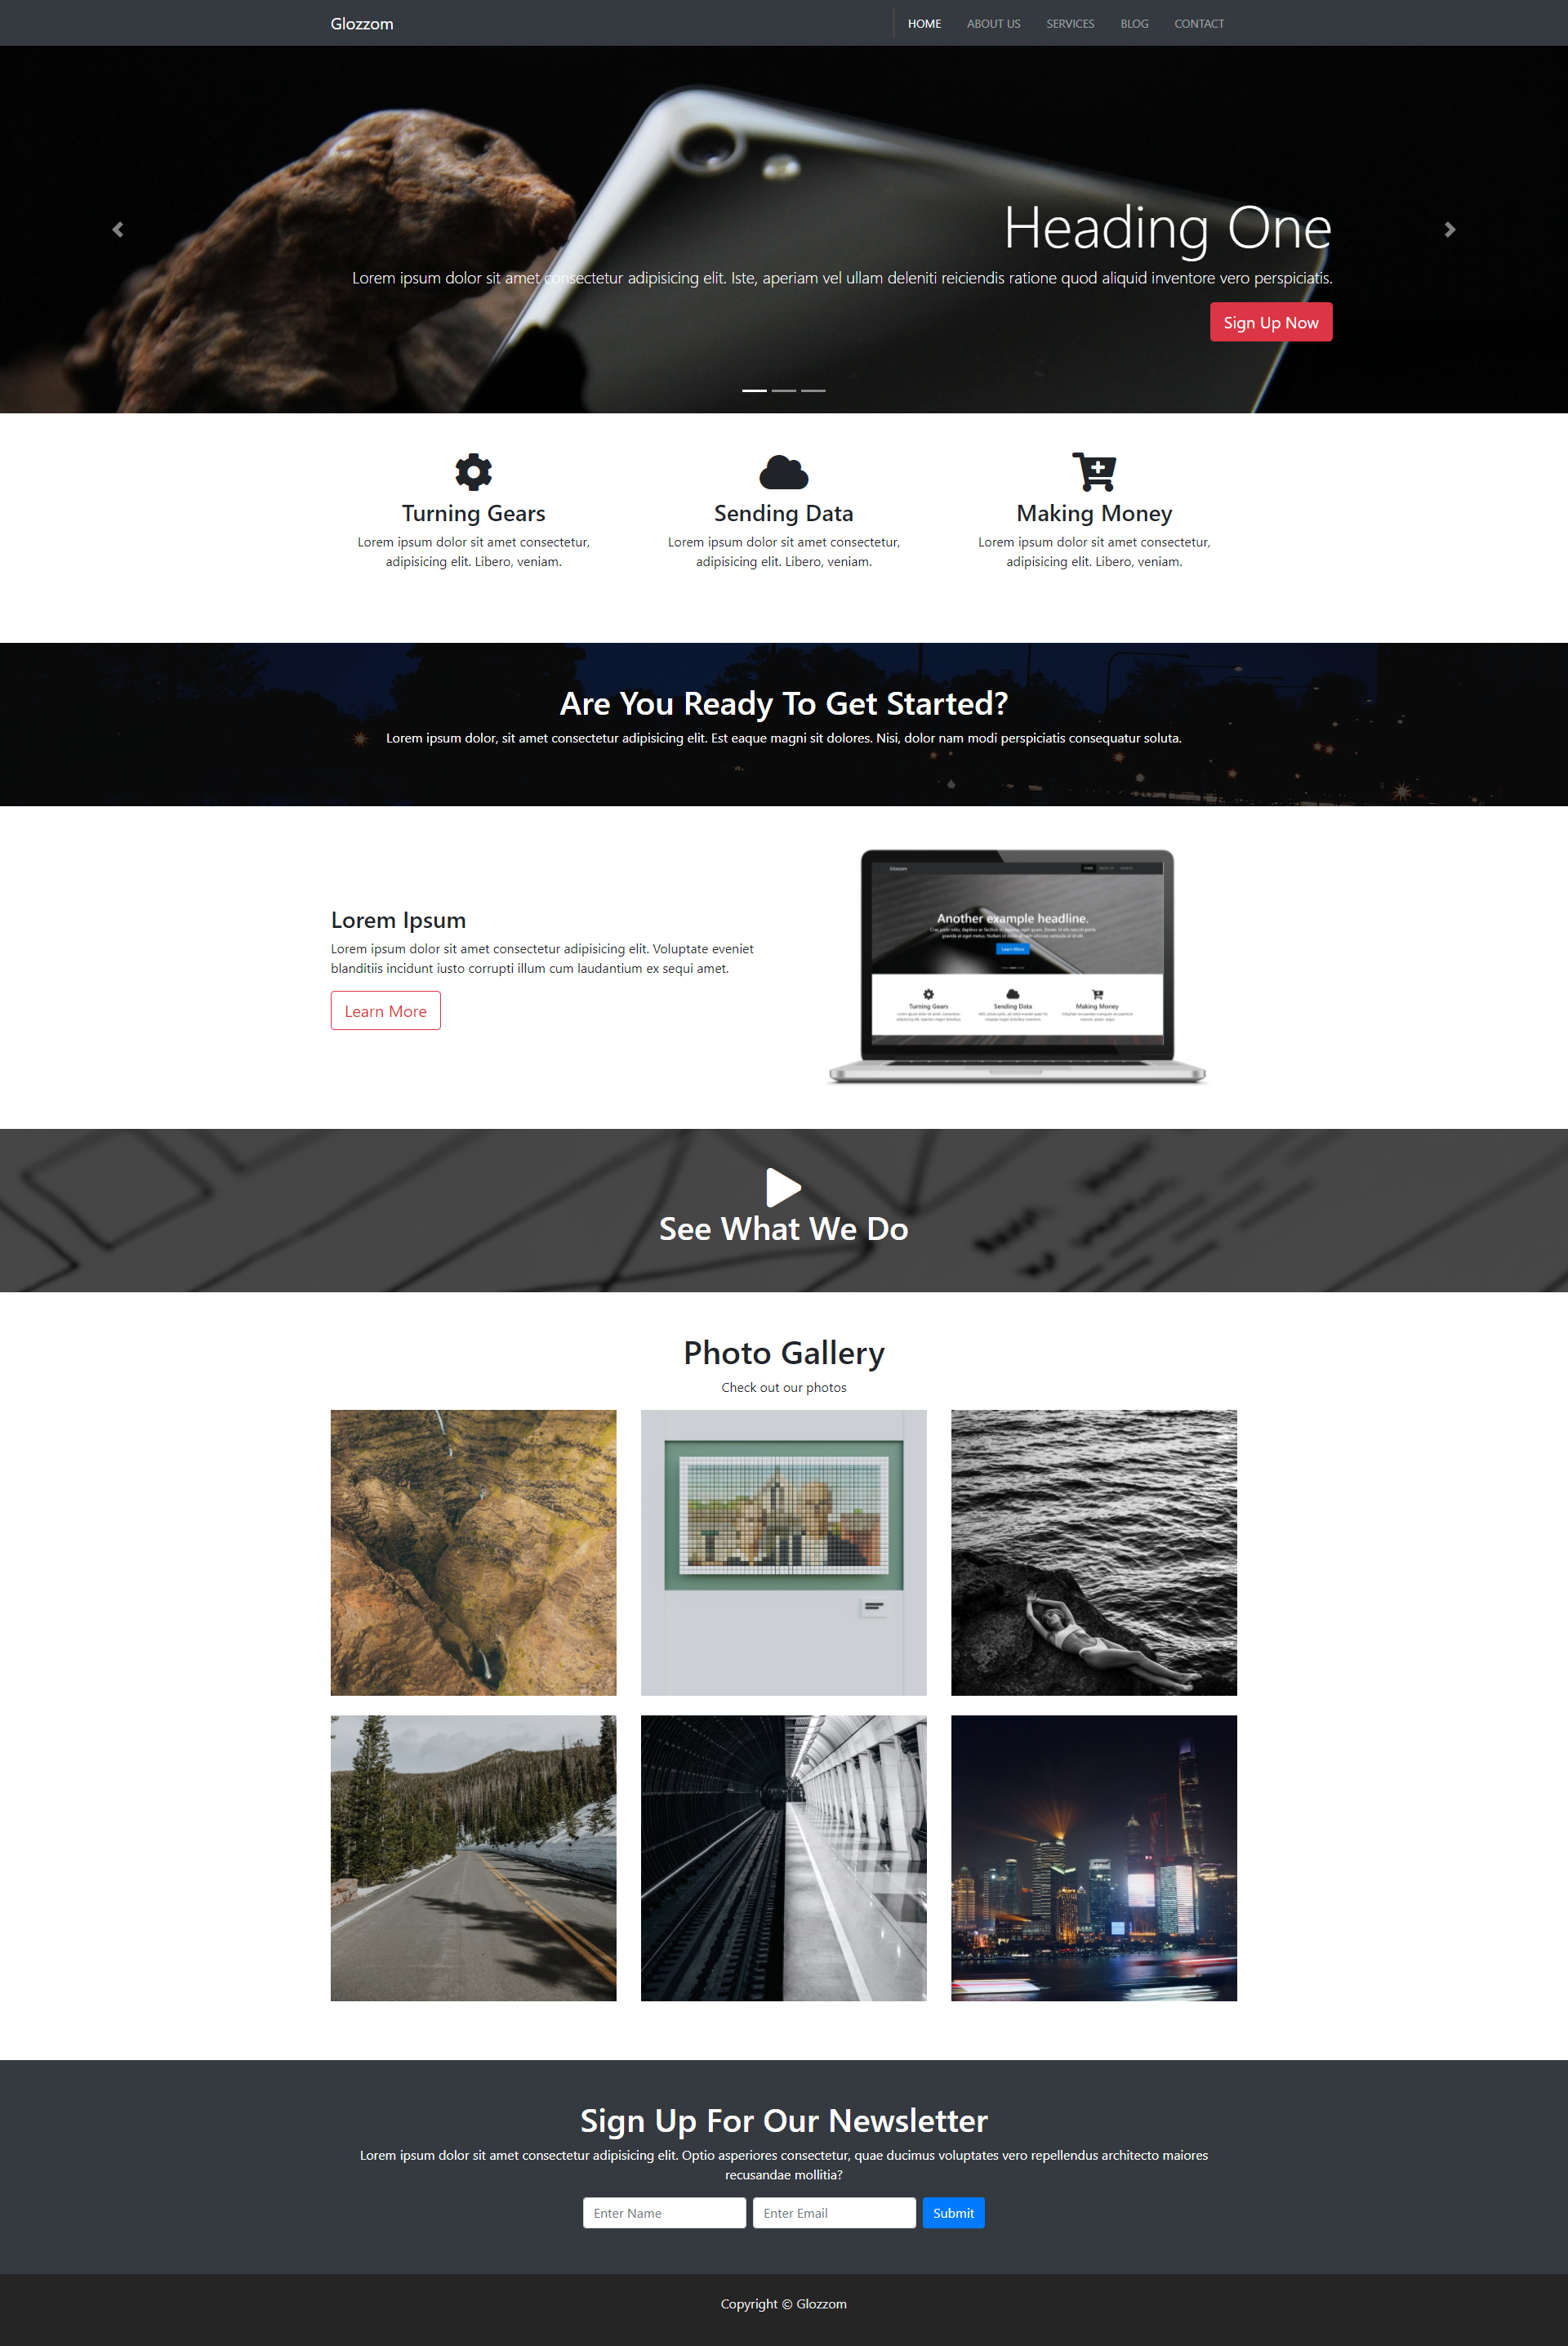 Glozzom
HOME ABOUT US SERVICES BLOG CONTACT
Heading One
Lorem ipsum dolor sit amet consectetur adipisicing elit. Iste, aperiam vel ullam deleniti reiciendis ratione quod aliquid inventore vero perspiciatis.
Sign Up Now
Turning Gears
Lorem ipsum dolor sit amet consectetur,
adipisicing elit. Libero, veniam.
Sending Data
Lorem ipsum dolor sit amet consectetur,
adipisicing elit. Libero, veniam.
Making Money
Lorem ipsum dolor sit amet consectetur,
adipisicing elit. Libero, veniam.
Are You Ready To Get Started?
Lorem ipsum dolor, sit amet consectetur adipisicing elit. Est eaque magni sit dolores. Nisi, dolor nam modi perspiciatis consequatur soluta.
Lorem Ipsum
Lorem ipsum dolor sit amet consectetur adipisicing elit. Voluptate eveniet
blanditiis incidunt iusto corrupti illum cum laudantium ex sequi amet.
Learn More
Glozzom
HOME ABOUT US SERVICES
Another example headline.
Learn More
Turning Gears
Sending Data
Making Money
See What We Do
Photo Gallery
Check out our photos
Sign Up For Our Newsletter
Lorem ipsum dolor sit amet consectetur adipisicing elit. Optio asperiores consectetur, quae ducimus voluptates vero repellendus architecto maiores
recusandae mollitia?
Enter Name
Enter Email
Submit
Copyright © Glozzom